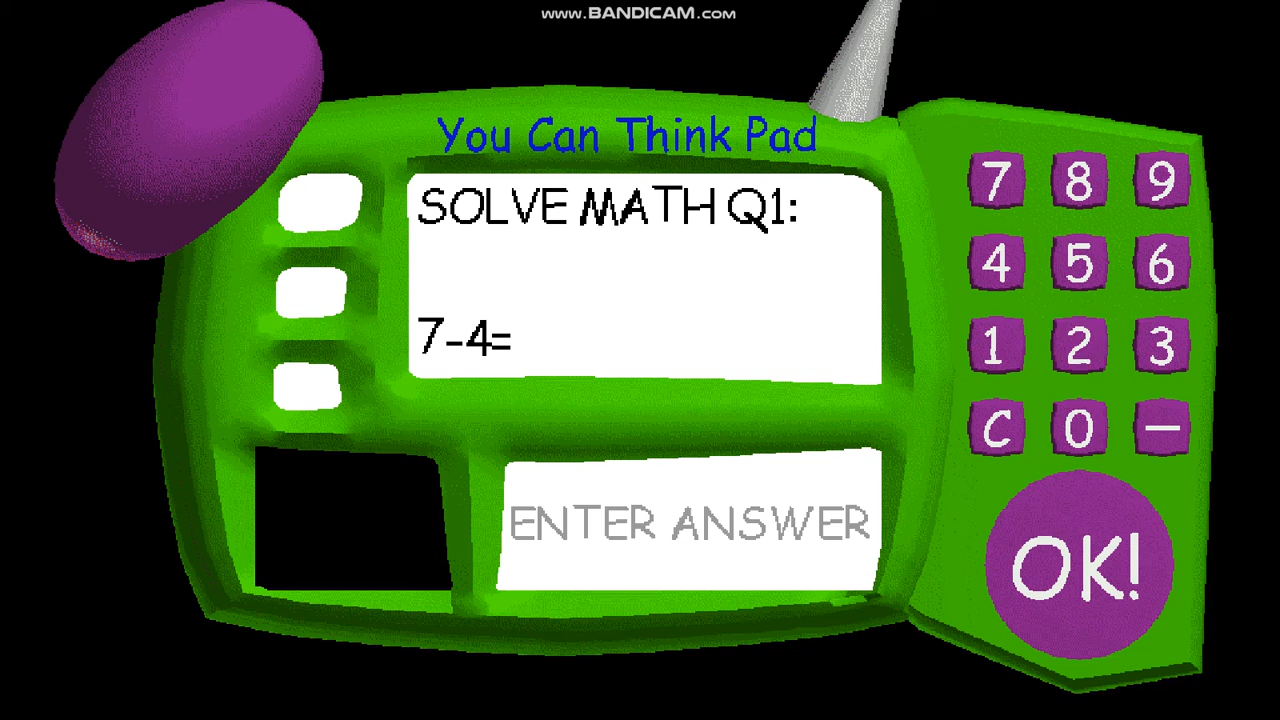 www.BANDICAM.com
You Can Think Pad
SOLVE MATH Q1:
7-4=
ENTER ANSWER
7 8 9
4 5 6
1 2 3
C 0 -
OK!